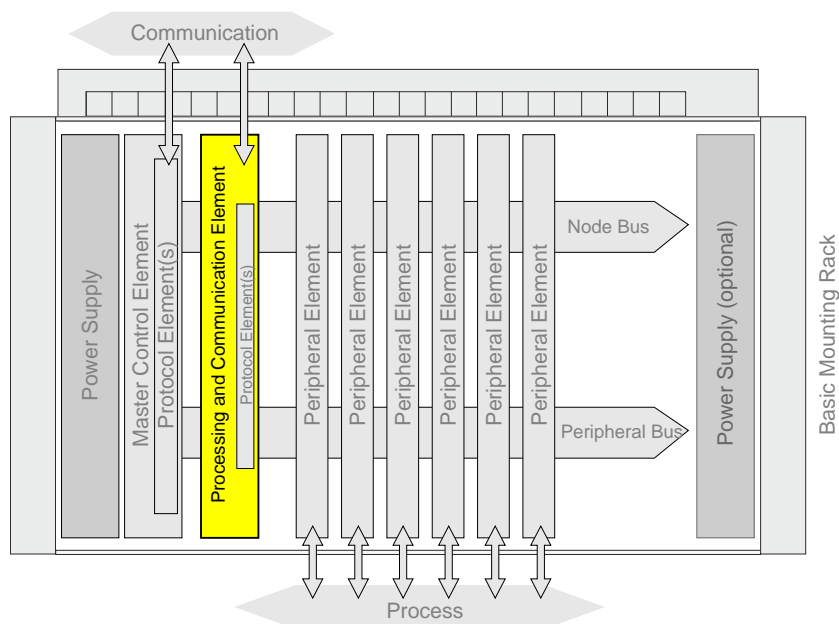 Communication
Power Supply
Master Control Element
Protocol Element(s)
Processing and Communication Element
Protocol Element(s)
Peripheral Element
Peripheral Element
Peripheral Element
Peripheral Element
Peripheral Element
Peripheral Element
Node Bus
Peripheral Bus
Power Supply (optional)
Basic Mounting Rack
Process